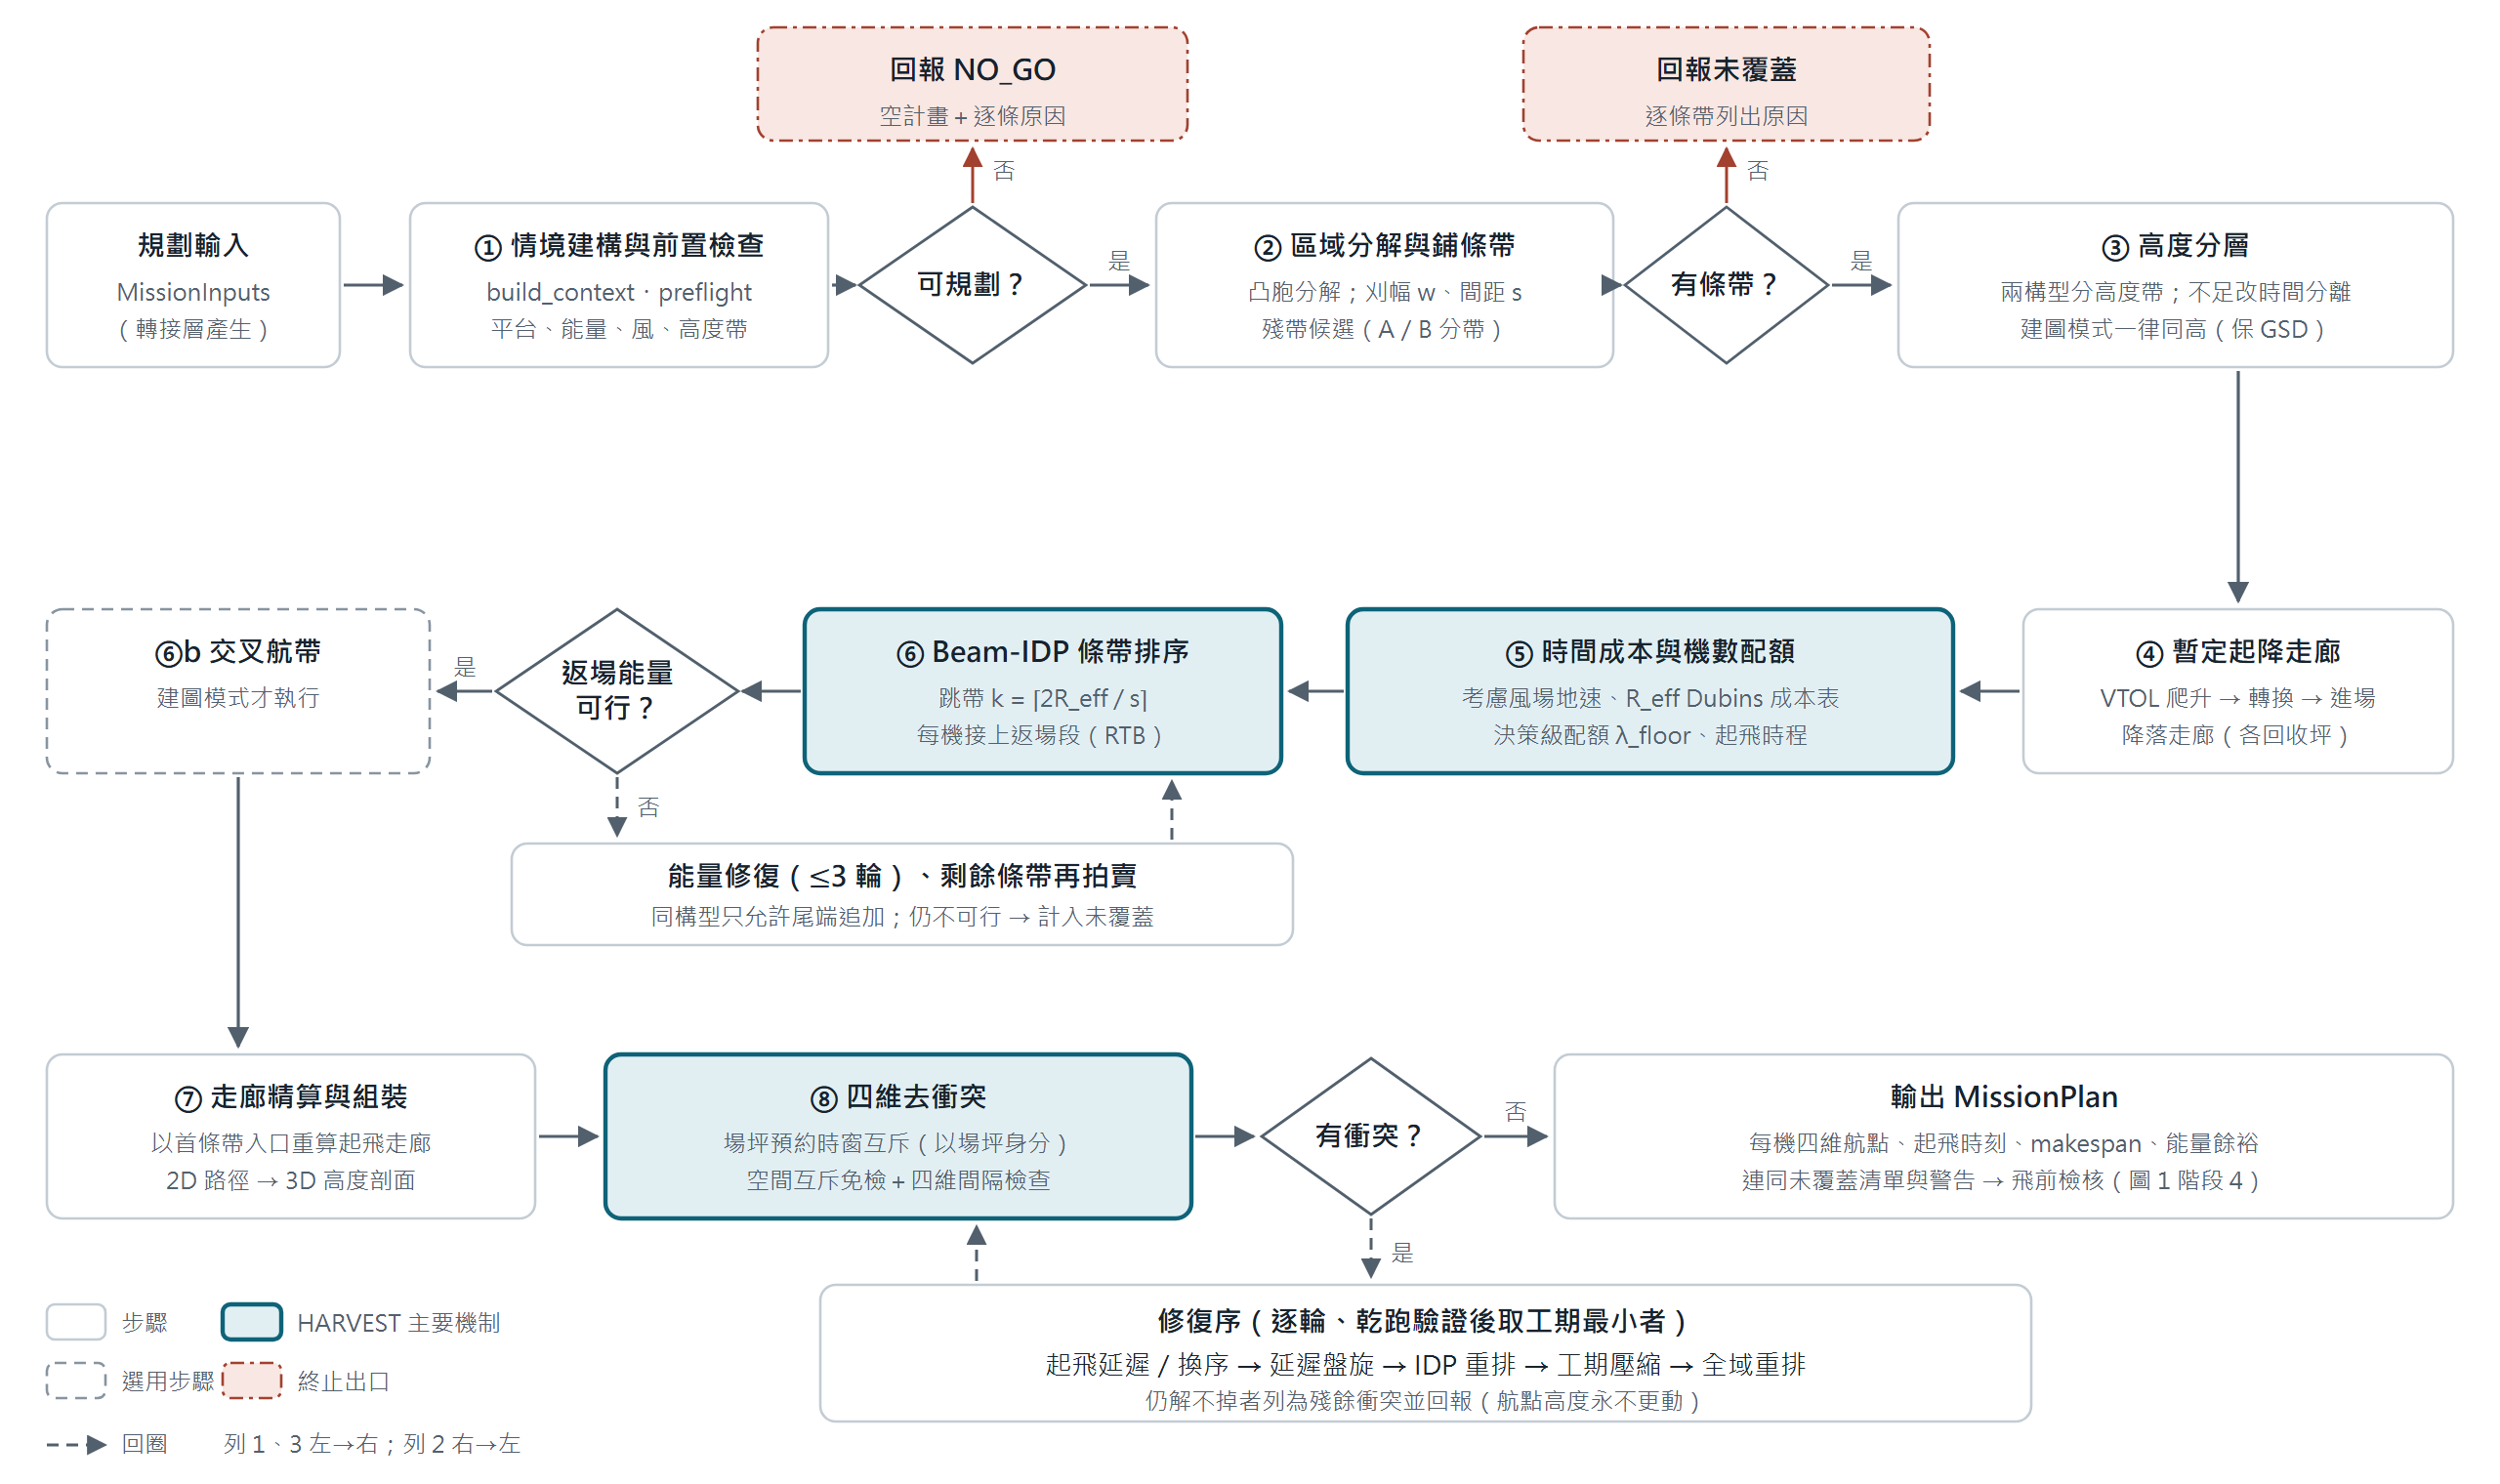 回報 NO_GO
空計畫 + 逐條原因
回報未覆蓋
逐條帶列出原因
否
否
規劃輸入
MissionInputs
（轉接層產生）
① 情境建構與前置檢查
build_context · preflight
平台、能量、風、高度帶
可規劃？
是
② 區域分解與鋪條帶
凸胞分解；刈幅 w、間距 s
殘帶候選（A / B 分帶）
有條帶？
是
③ 高度分層
兩構型分高度帶；不足改時間分離
建圖模式一律同高（保 GSD）
④ 暫定起降走廊
VTOL 爬升 → 轉換 → 進場
降落走廊（各回收坪）
⑤ 時間成本與機數配額
考慮風場地速、R_eff Dubins 成本表
決策級配額 λ_floor、起飛時程
⑥ Beam-IDP 條帶排序
跳帶 k = ⌈2R_eff / s⌉
每機接上返場段（RTB）
返場能量
可行？
是
⑥b 交叉航帶
建圖模式才執行
否
能量修復（≤3 輪）、剩餘條帶再拍賣
同構型只允許尾端追加；仍不可行 → 計入未覆蓋
⑦ 走廊精算與組裝
以首條帶入口重算起飛走廊
2D 路徑 → 3D 高度剖面
⑧ 四維去衝突
場坪預約時窗互斥（以場坪身分）
空間互斥免檢 + 四維間隔檢查
有衝突？
否
輸出 MissionPlan
每機四維航點、起飛時刻、makespan、能量餘裕
連同未覆蓋清單與警告 → 飛前檢核（圖 1 階段 4）
是
修復序（逐輪、乾跑驗證後取工期最小者）
起飛延遲 / 換序 → 延遲盤旋 → IDP 重排 → 工期壓縮 → 全域重排
仍解不掉者列為殘餘衝突並回報（航點高度永不更動）
步驟
HARVEST 主要機制
選用步驟
終止出口
回圈
列 1、3 左→右；列 2 右→左